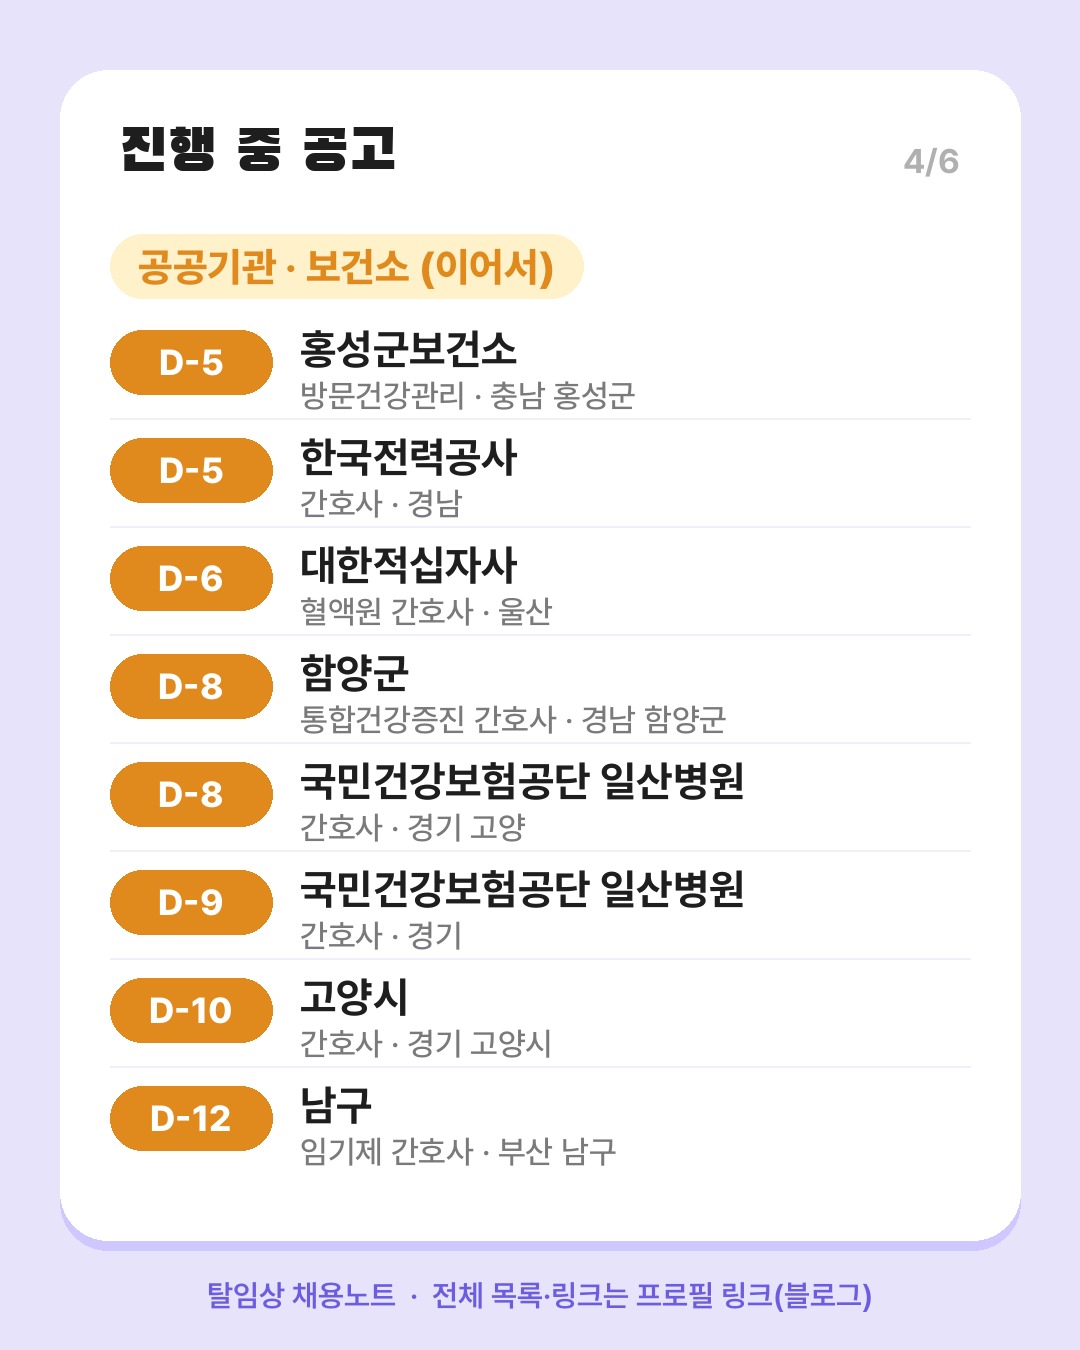 진행 중 공고
4/6
공공기관 · 보건소 (이어서)
D-5
홍성군보건소
방문건강관리 · 충남 홍성군
D-5
한국전력공사
간호사 · 경남
D-6
대한적십자사
혈액원 간호사 · 울산
D-8
함양군
통합건강증진 간호사 · 경남 함양군
D-8
국민건강보험공단 일산병원
간호사 · 경기 고양
D-9
국민건강보험공단 일산병원
간호사 · 경기
D-10
고양시
간호사 · 경기 고양시
D-12
남구
임기제 간호사 · 부산 남구
탈임상 채용노트 · 전체 목록·링크는 프로필 링크(블로그)